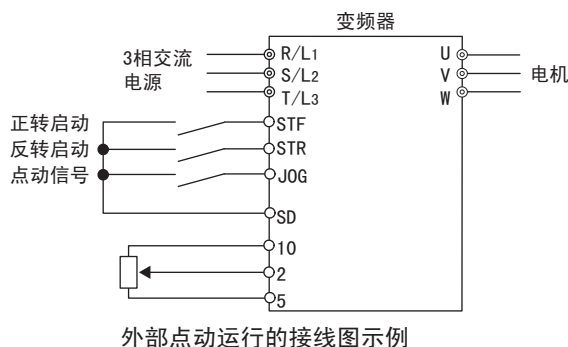 变频器
3相交流
电源
R/L1
S/L2
T/L3
U
V
W
电机
正转启动
反转启动
点动信号
STF
STR
JOG
SD
10
2
5
外部点动运行的接线图示例